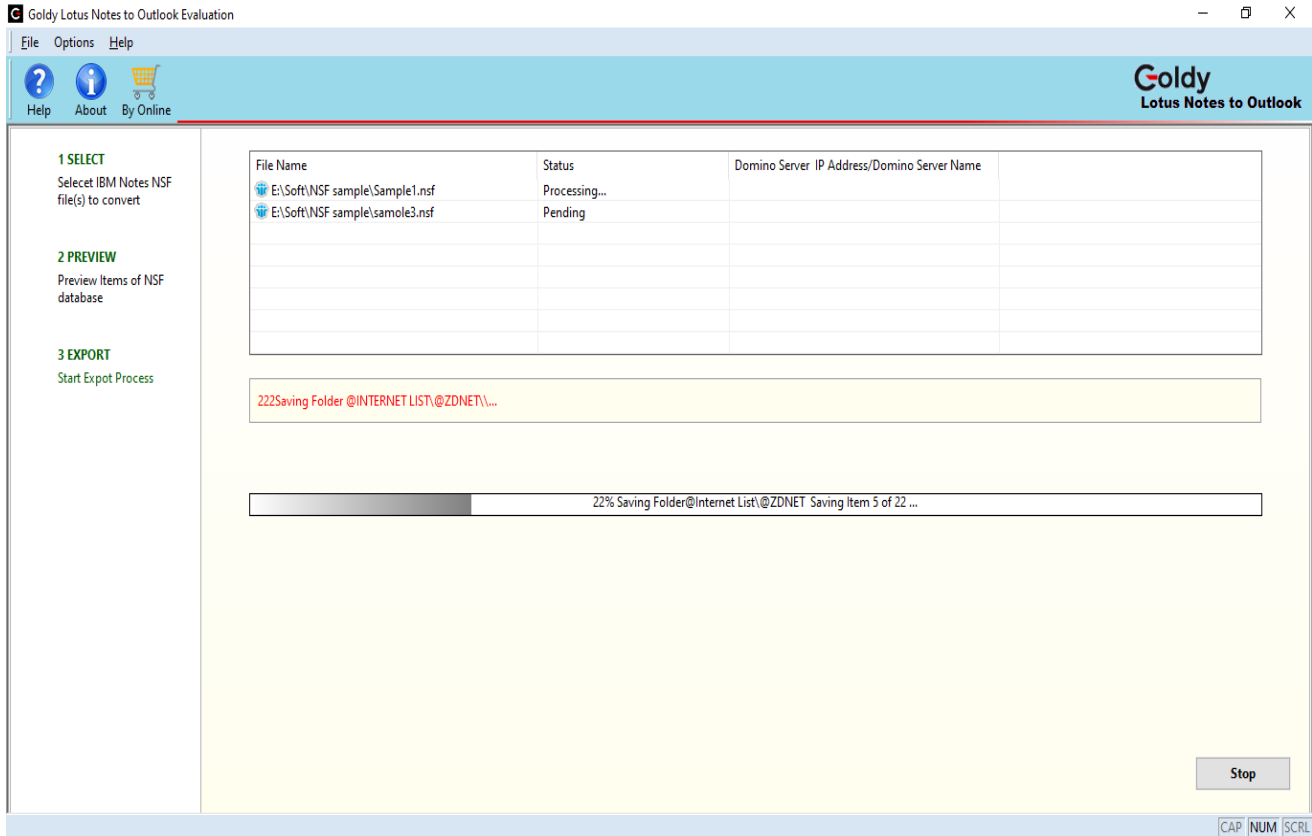 Goldy Lotus Notes to Outlook Evaluation
File Options Help
Help About By Online
Goldy
Lotus Notes to Outlook
1 SELECT
Selecet IBM Notes NSF
file(s) to convert
2 PREVIEW
Preview Items of NSF
database
3 EXPORT
Start Expot Process
File Name Status Domino Server IP Address/Domino Server Name
E:\Soft\NSF sample\Sample1.nsf Processing...
E:\Soft\NSF sample\samole3.nsf Pending
222Saving Folder @INTERNET LIST\@ZDNET\\...
22% Saving Folder@Internet List\@ZDNET Saving Item 5 of 22 ...
Stop
CAP NUM SCRL